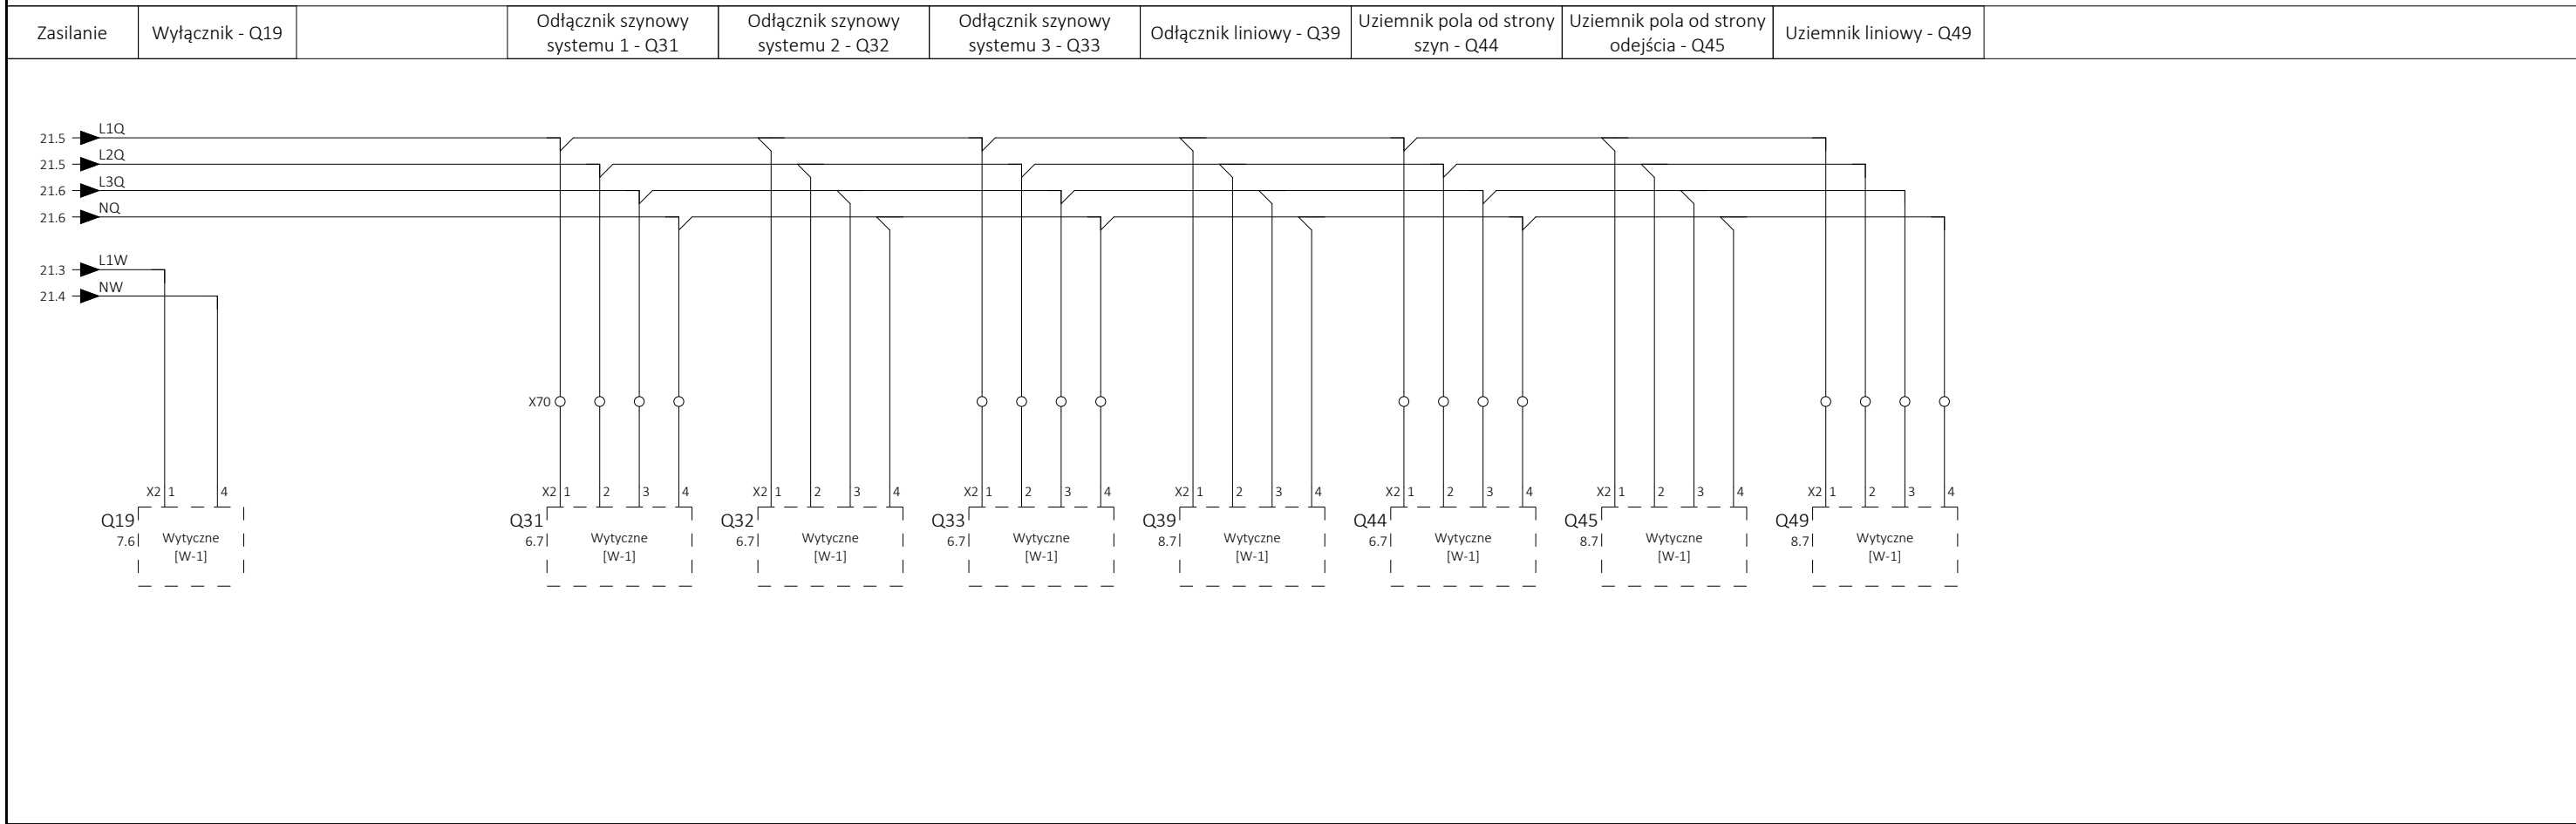 Zasilanie
Wyłącznik - Q19
Odłącznik szynowy
systemu 1 - Q31
Odłącznik szynowy
systemu 2 - Q32
Odłącznik szynowy
systemu 3 - Q33
Odłącznik liniowy - Q39
Uziemnik pola od strony
szyn - Q44
Uziemnik pola od strony
odejścia - Q45
Uziemnik liniowy - Q49
21.5 L1Q
21.5 L2Q
21.6 L3Q
21.6 NQ
21.3 L1W
21.4 NW
X70
X2 1 4
X2 1 2 3 4
X2 1 2 3 4
X2 1 2 3 4
X2 1 2 3 4
X2 1 2 3 4
X2 1 2 3 4
X2 1 2 3 4
Q19
7.6
Wytyczne
[W-1]
Q31
6.7
Wytyczne
[W-1]
Q32
6.7
Wytyczne
[W-1]
Q33
6.7
Wytyczne
[W-1]
Q39
8.7
Wytyczne
[W-1]
Q44
6.7
Wytyczne
[W-1]
Q45
8.7
Wytyczne
[W-1]
Q49
8.7
Wytyczne
[W-1]